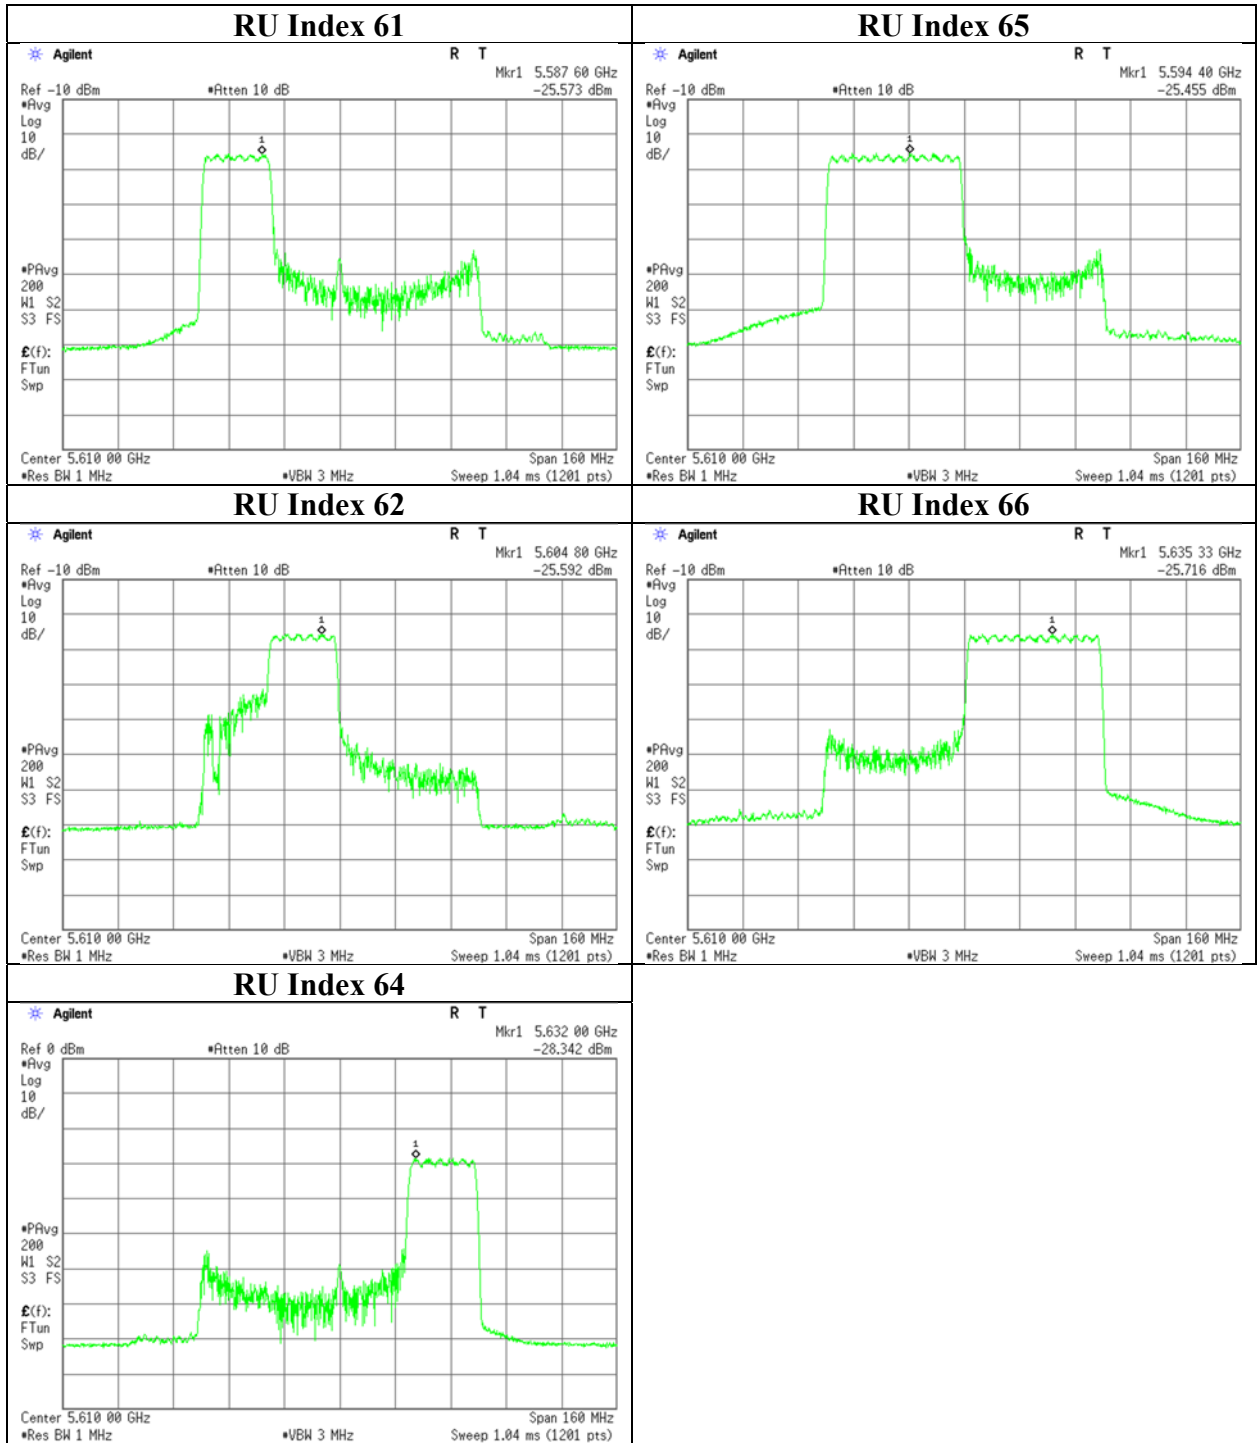 RU Index 61
Agilent
R T
Mkr1 5.587 60 GHz
Ref -10 dBm *Atten 10 dB -25.573 dBm
*Avg
Log
10
dB/
1
*PAvg
200
W1 S2
S3 FS
£(f):
FTun
Swp
Center 5.610 00 GHz Span 160 MHz
*Res BW 1 MHz *VBW 3 MHz Sweep 1.04 ms (1201 pts)
RU Index 65
Agilent
R T
Mkr1 5.594 40 GHz
Ref -10 dBm *Atten 10 dB -25.455 dBm
*Avg
Log
10
dB/
1
*PAvg
200
W1 S2
S3 FS
£(f):
FTun
Swp
Center 5.610 00 GHz Span 160 MHz
*Res BW 1 MHz *VBW 3 MHz Sweep 1.04 ms (1201 pts)
RU Index 62
Agilent
R T
Mkr1 5.604 80 GHz
Ref -10 dBm *Atten 10 dB -25.592 dBm
*Avg
Log
10
dB/
1
*PAvg
200
W1 S2
S3 FS
£(f):
FTun
Swp
Center 5.610 00 GHz Span 160 MHz
*Res BW 1 MHz *VBW 3 MHz Sweep 1.04 ms (1201 pts)
RU Index 66
Agilent
R T
Mkr1 5.635 33 GHz
Ref -10 dBm *Atten 10 dB -25.716 dBm
*Avg
Log
10
dB/
1
*PAvg
200
W1 S2
S3 FS
£(f):
FTun
Swp
Center 5.610 00 GHz Span 160 MHz
*Res BW 1 MHz *VBW 3 MHz Sweep 1.04 ms (1201 pts)
RU Index 64
Agilent
R T
Mkr1 5.632 00 GHz
Ref 0 dBm *Atten 10 dB -28.342 dBm
*Avg
Log
10
dB/
1
*PAvg
200
W1 S2
S3 FS
£(f):
FTun
Swp
Center 5.610 00 GHz Span 160 MHz
*Res BW 1 MHz *VBW 3 MHz Sweep 1.04 ms (1201 pts)